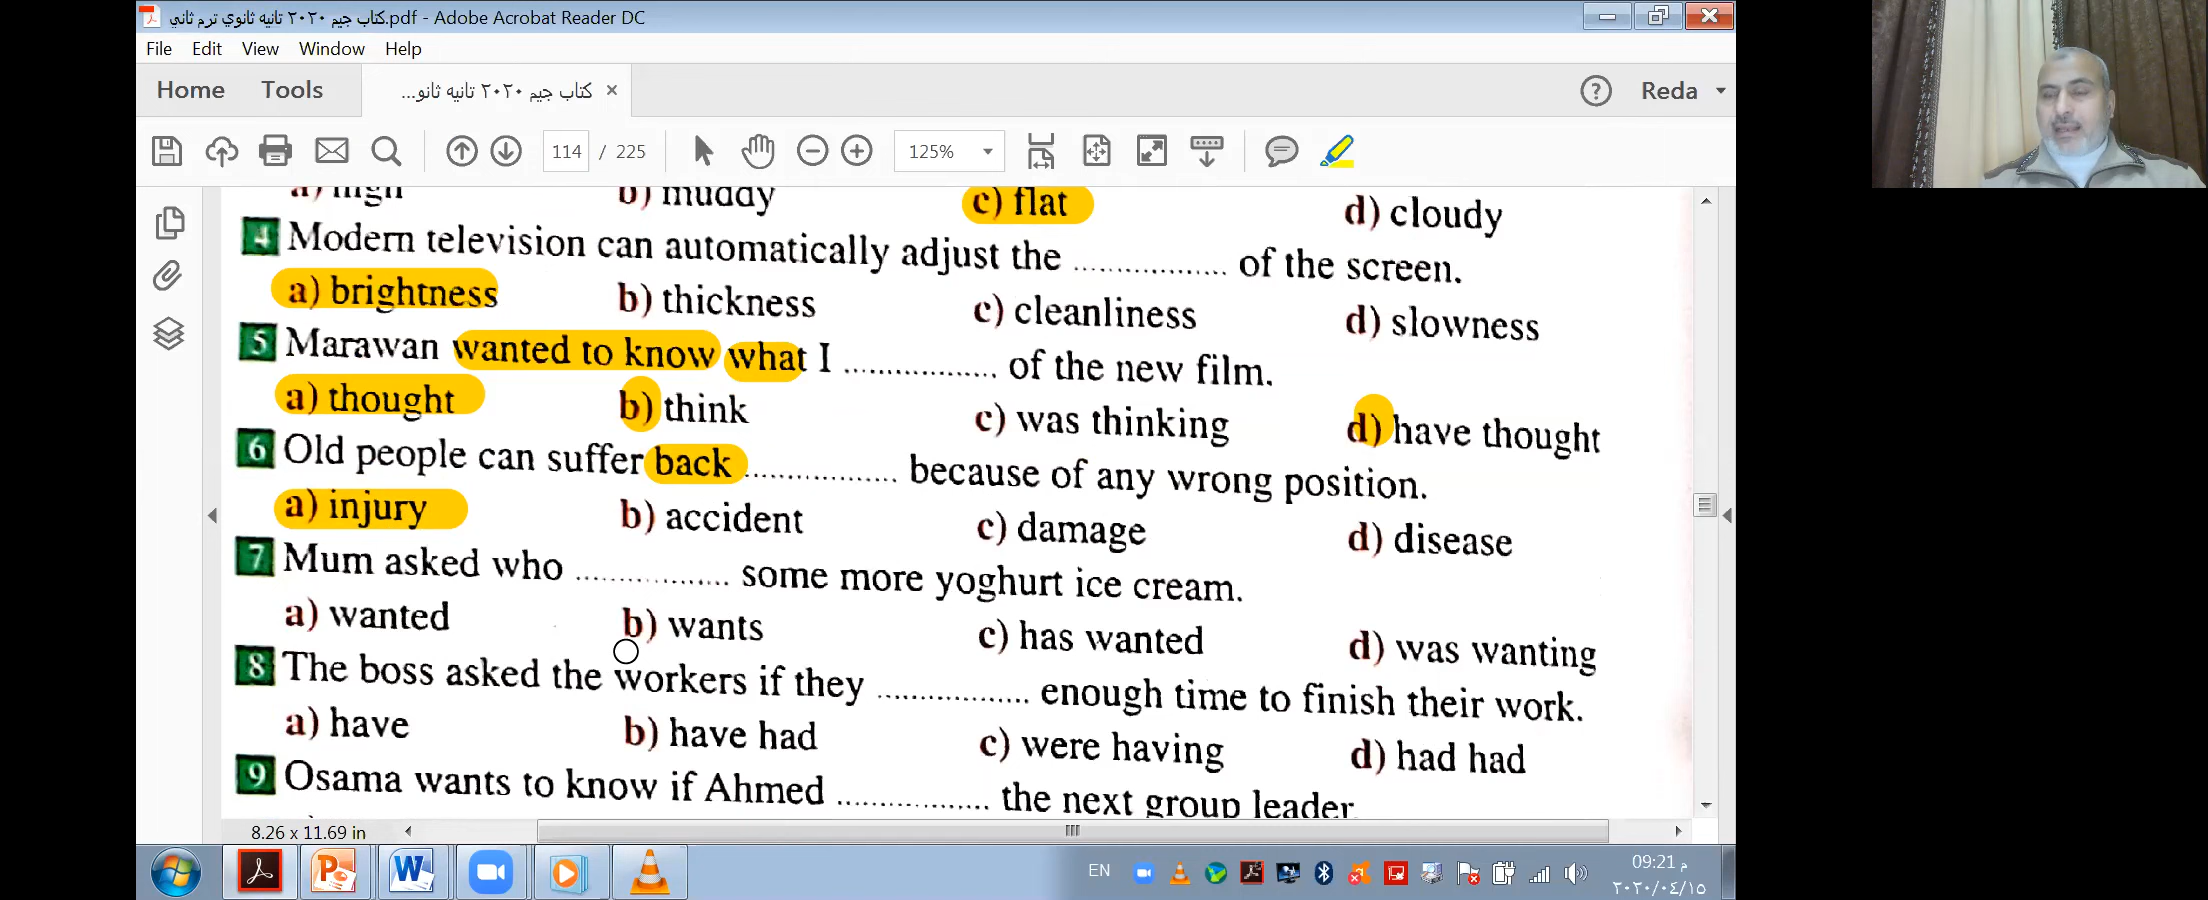 كتاب جيم ٢٠٢٠ تانيه ثانوي ترم ثاني.pdf - Adobe Acrobat Reader DC
File Edit View Window Help
Home Tools كتاب جيم ٢٠٢٠ تانيه ثانو... × Reda
114 / 225 125%
a) high b) muddy c) flat d) cloudy
4 Modern television can automatically adjust the ................. of the screen.
a) brightness b) thickness c) cleanliness d) slowness
5 Marawan wanted to know what I ................. of the new film.
a) thought b) think c) was thinking d) have thought
6 Old people can suffer back ................. because of any wrong position.
a) injury b) accident c) damage d) disease
7 Mum asked who ................. some more yoghurt ice cream.
a) wanted b) wants c) has wanted d) was wanting
8 The boss asked the workers if they ................. enough time to finish their work.
a) have b) have had c) were having d) had had
9 Osama wants to know if Ahmed ................. the next group leader.
8.26 x 11.69 in
EN 09:21 م
٢٠٢٠/٠٤/١٥